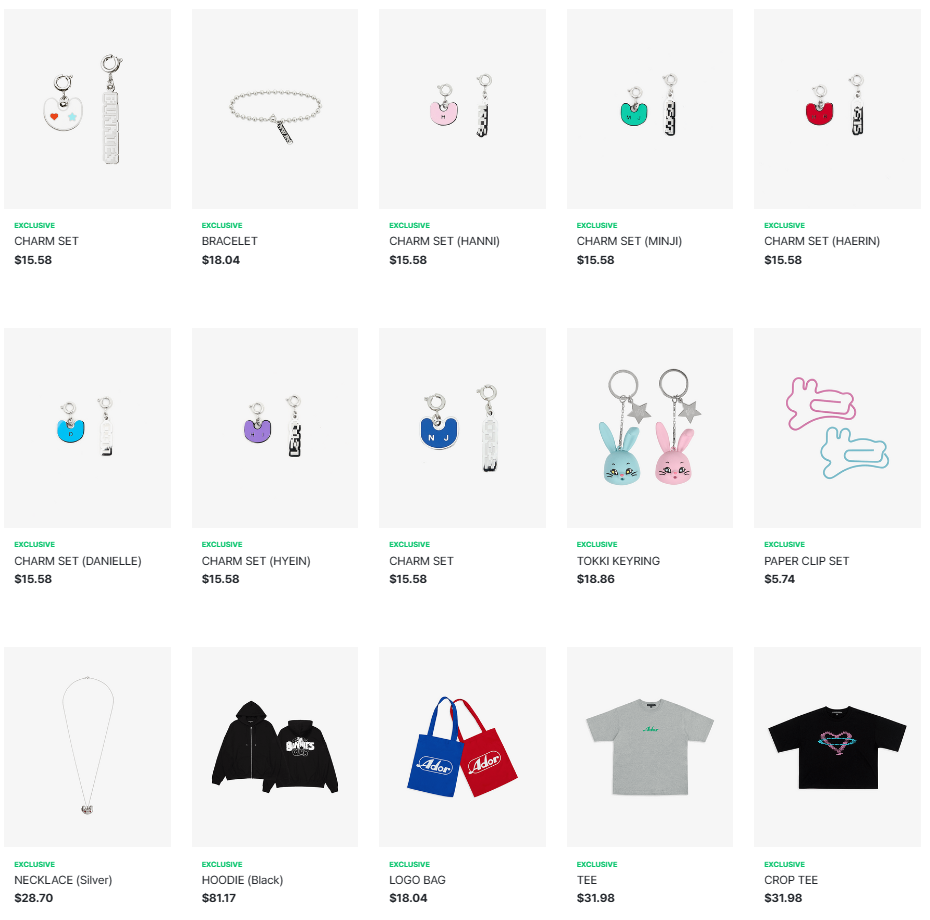 BUNNIES
EXCLUSIVE
CHARM SET
$15.58
EXCLUSIVE
BRACELET
$18.04
H
EXCLUSIVE
CHARM SET (HANNI)
$15.58
M J
EXCLUSIVE
CHARM SET (MINJI)
$15.58
EXCLUSIVE
CHARM SET (HAERIN)
$15.58
D
EXCLUSIVE
CHARM SET (DANIELLE)
$15.58
EXCLUSIVE
CHARM SET (HYEIN)
$15.58
N J
EXCLUSIVE
CHARM SET
$15.58
EXCLUSIVE
TOKKI KEYRING
$18.86
EXCLUSIVE
PAPER CLIP SET
$5.74
EXCLUSIVE
NECKLACE (Silver)
$28.70
BUNNIES
EXCLUSIVE
HOODIE (Black)
$81.17
Ador
Ador
EXCLUSIVE
LOGO BAG
$18.04
Ador
EXCLUSIVE
TEE
$31.98
EXCLUSIVE
CROP TEE
$31.98